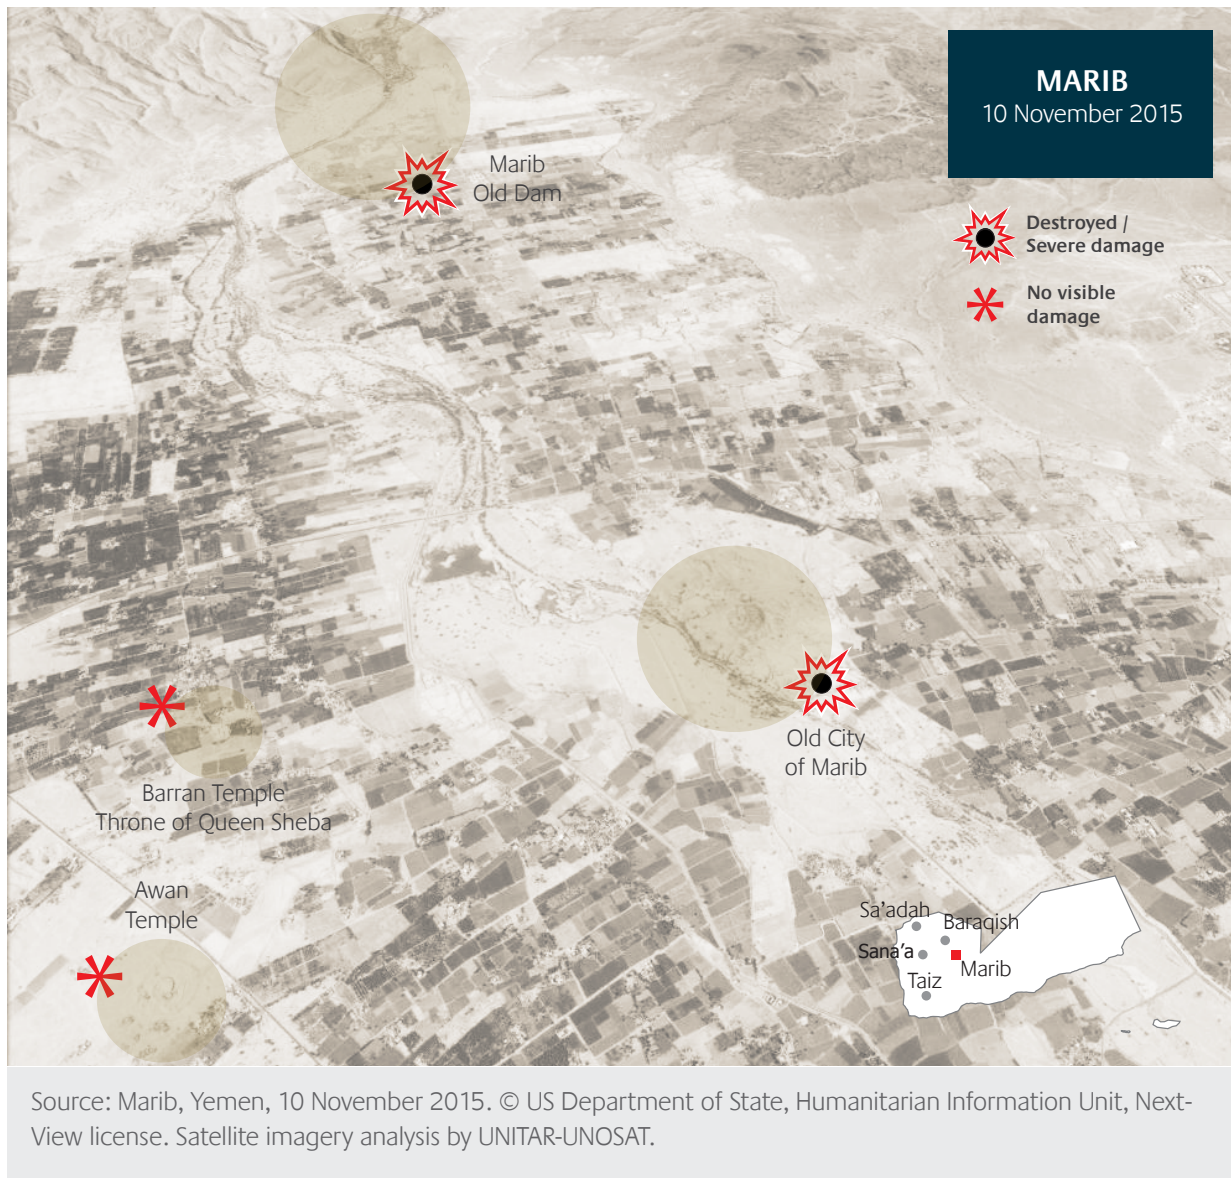 MARIB
10 November 2015
Marib
Old Dam
Destroyed /
Severe damage
No visible
damage
Old City
of Marib
Barran Temple
Throne of Queen Sheba
Awan
Temple
Sa'adah
Baraqish
Sana'a
Marib
Taiz
Source: Marib, Yemen, 10 November 2015. © US Department of State, Humanitarian Information Unit, Next-
View license. Satellite imagery analysis by UNITAR-UNOSAT.